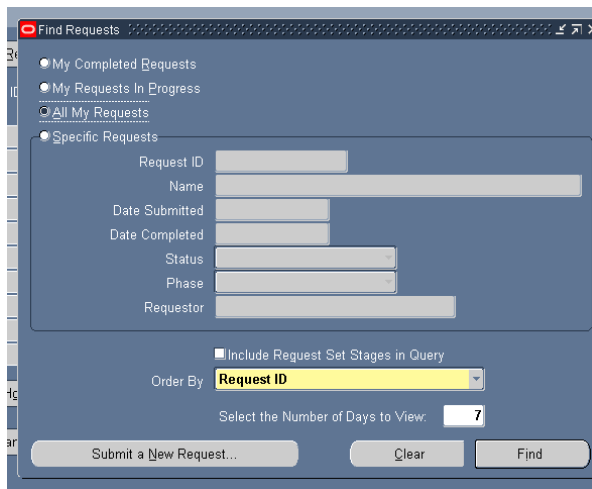 Find Requests
My Completed Requests
My Requests In Progress
All My Requests
Specific Requests
Request ID
Name
Date Submitted
Date Completed
Status
Phase
Requestor
Include Request Set Stages in Query
Order By Request ID
Select the Number of Days to View: 7
Submit a New Request... Clear Find